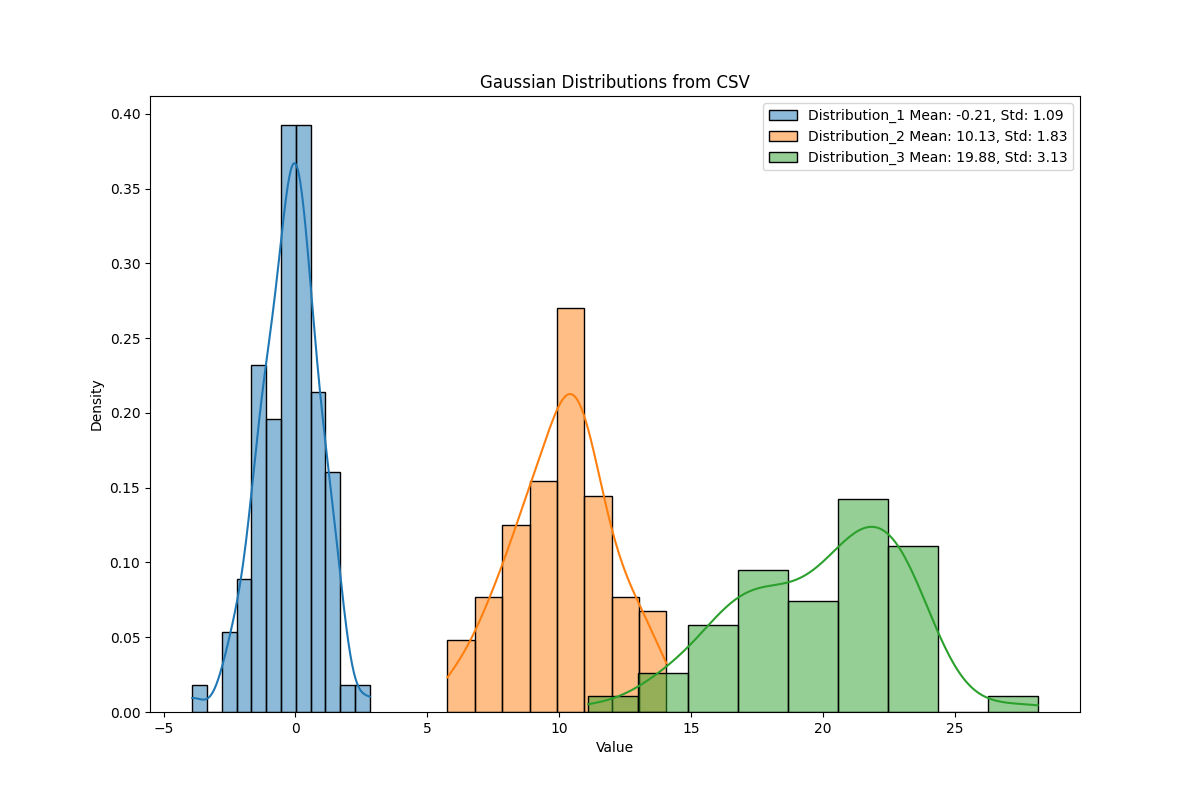 Gaussian Distributions from CSV
Distribution_1 Mean: -0.21, Std: 1.09
Distribution_2 Mean: 10.13, Std: 1.83
Distribution_3 Mean: 19.88, Std: 3.13
0.40
0.35
0.30
0.25
0.20
0.15
0.10
0.05
0.00
Density
−5 0 5 10 15 20 25
Value